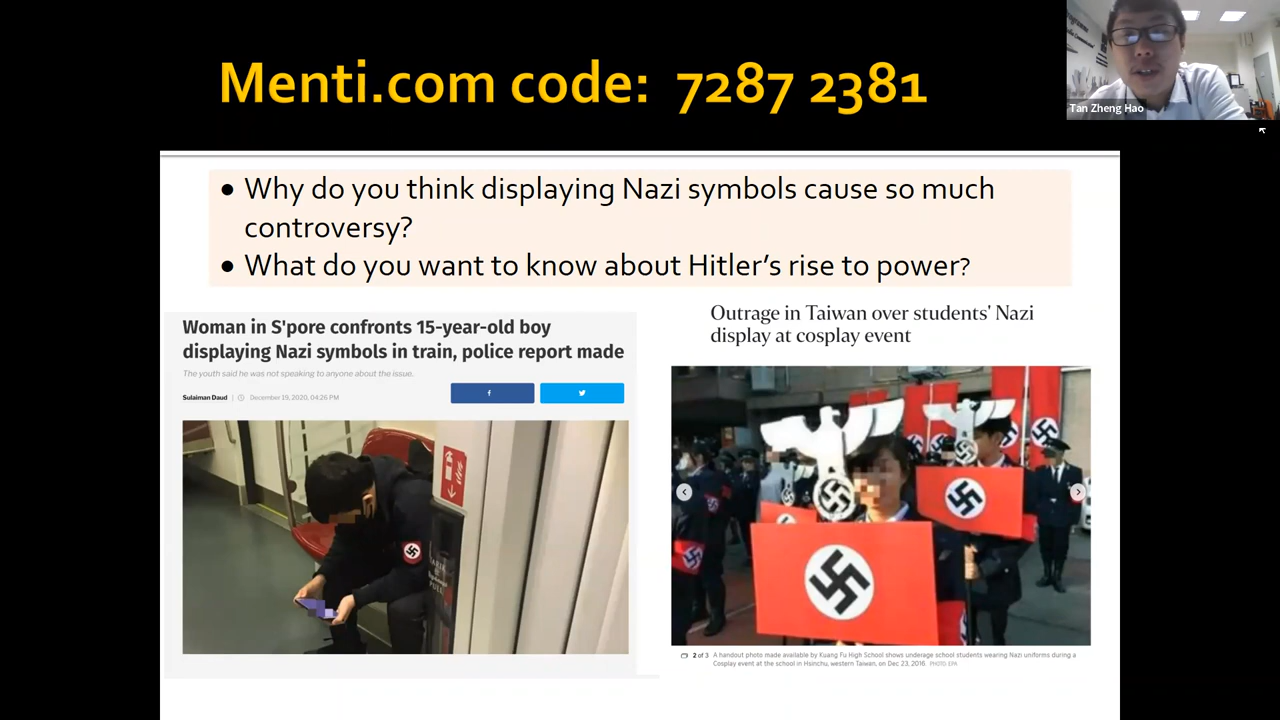 Menti.com code: 7287 2381
Tan Zheng Hao
• Why do you think displaying Nazi symbols cause so much
controversy?
• What do you want to know about Hitler's rise to power?
Woman in S'pore confronts 15-year-old boy
displaying Nazi symbols in train, police report made
The youth said he was not speaking to anyone about the issue.
Sulaiman Daud | December 19, 2020, 04:26 PM
Outrage in Taiwan over students' Nazi
display at cosplay event
2 of 3 A handout photo made available by Kuang Fu High School shows underage school students wearing Nazi uniforms during a
Cosplay event at the school in Hsinchu, western Taiwan, on Dec 23, 2016. PHOTO: EPA